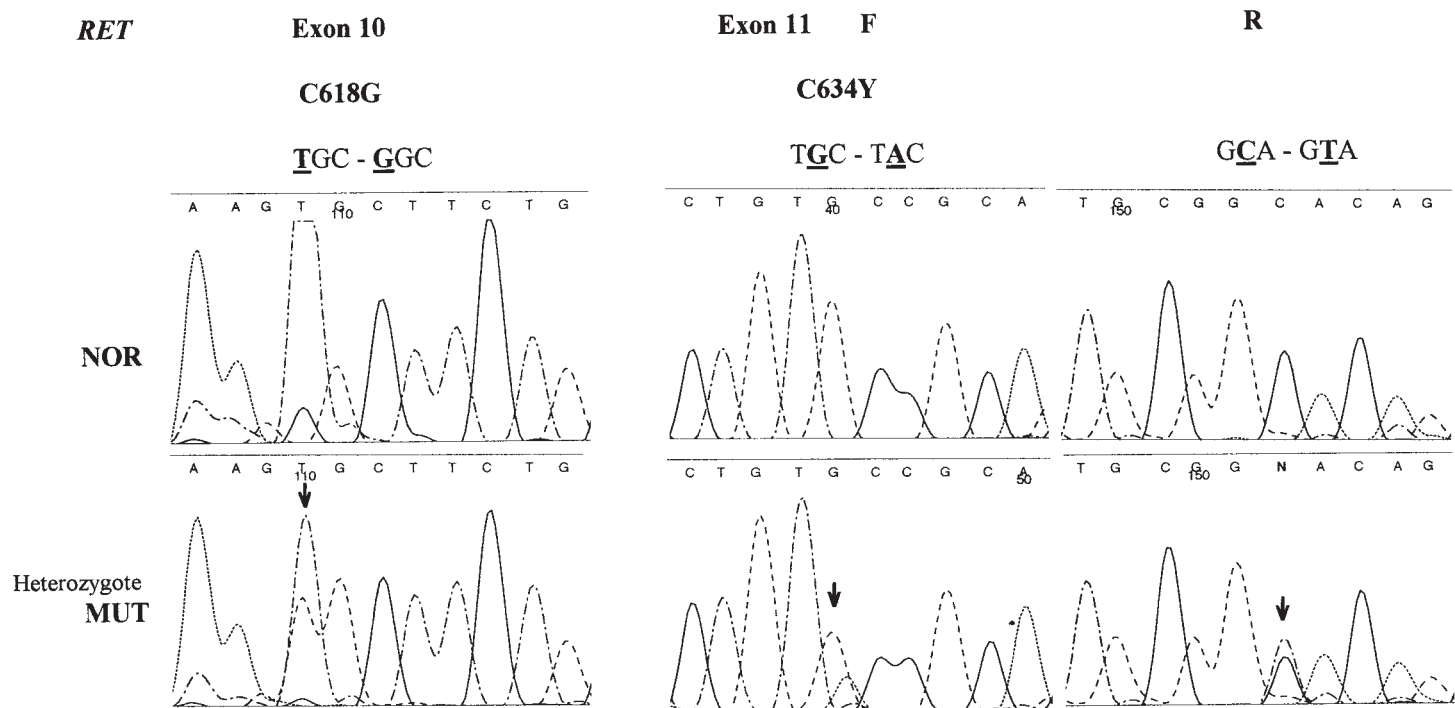 RET Exon 10 Exon 11 F R
C618G C634Y
TGC - GGC TGC - TAC GCA - GTA
A A G T G C T T C T G C T G T G C C G C A T G C G G C A C A G
110 40 150
NOR
A A G T G C T T C T G C T G T G C C G C A T G C G G N A C A G
110 50 150
Heterozygote
MUT